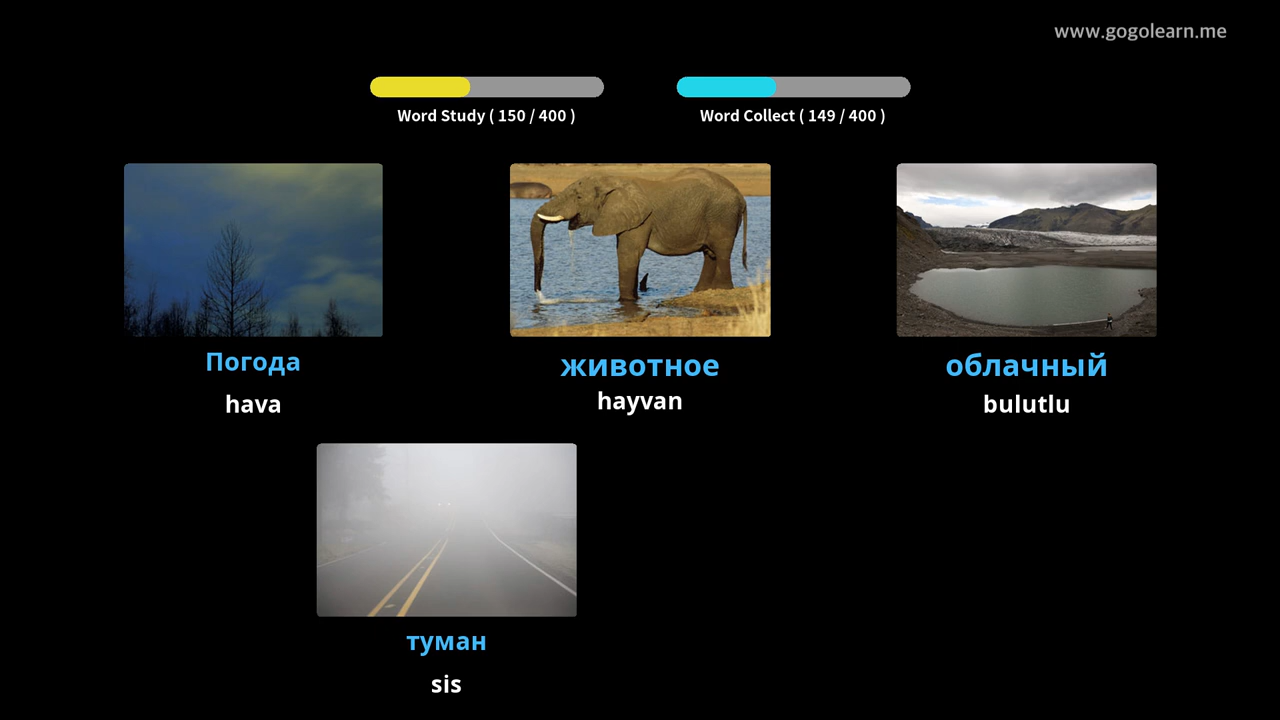 www.gogolearn.me
Word Study ( 150 / 400 )
Word Collect ( 149 / 400 )
Погода
hava
животное
hayvan
облачный
bulutlu
туман
sis